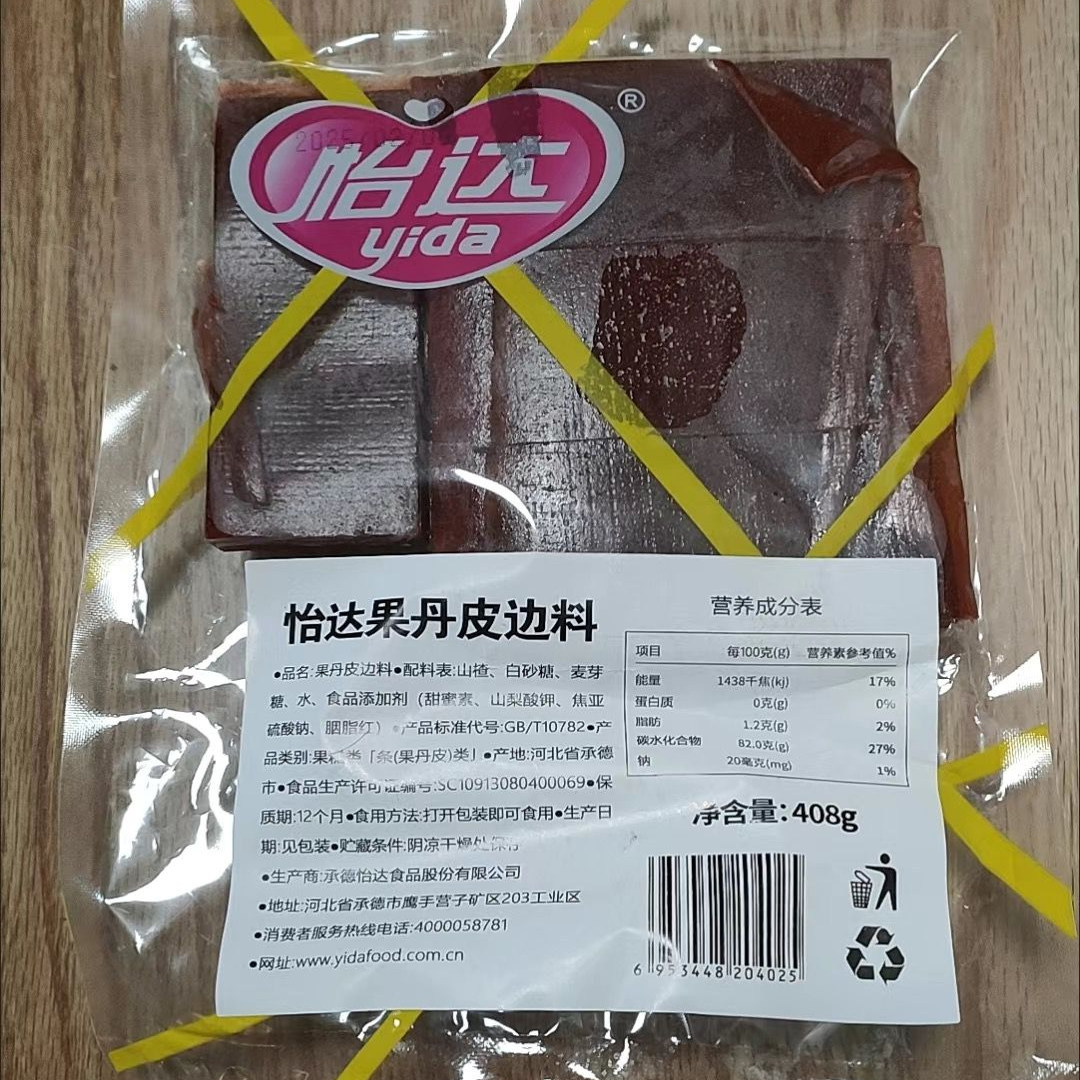 ®
怡达
yida
怡达果丹皮边料
●品名:果丹皮边料●配料表:山楂、白砂糖、麦芽
糖、水、食品添加剂（甜蜜素、山梨酸钾、焦亚
硫酸钠、胭脂红）●产品标准代号:GB/T10782●产
品类别:果糕类「条(果丹皮)类」●产地:河北省承德
市●食品生产许可证编号:SC10913080400069●保
质期:12个月●食用方法:打开包装即可食用●生产日
期:见包装●贮藏条件:阴凉干燥处保存
●生产商:承德怡达食品股份有限公司
●地址:河北省承德市鹰手营子矿区203工业区
●消费者服务热线电话:4000058781
●网址:www.yidafood.com.cn
营养成分表
项目 每100克(g) 营养素参考值%
能量 1438千焦(kj) 17%
蛋白质 0克(g) 0%
脂肪 1.2克(g) 2%
碳水化合物 82.0克(g) 27%
钠 20毫克(mg) 1%
净含量：408g
6 953448 204025